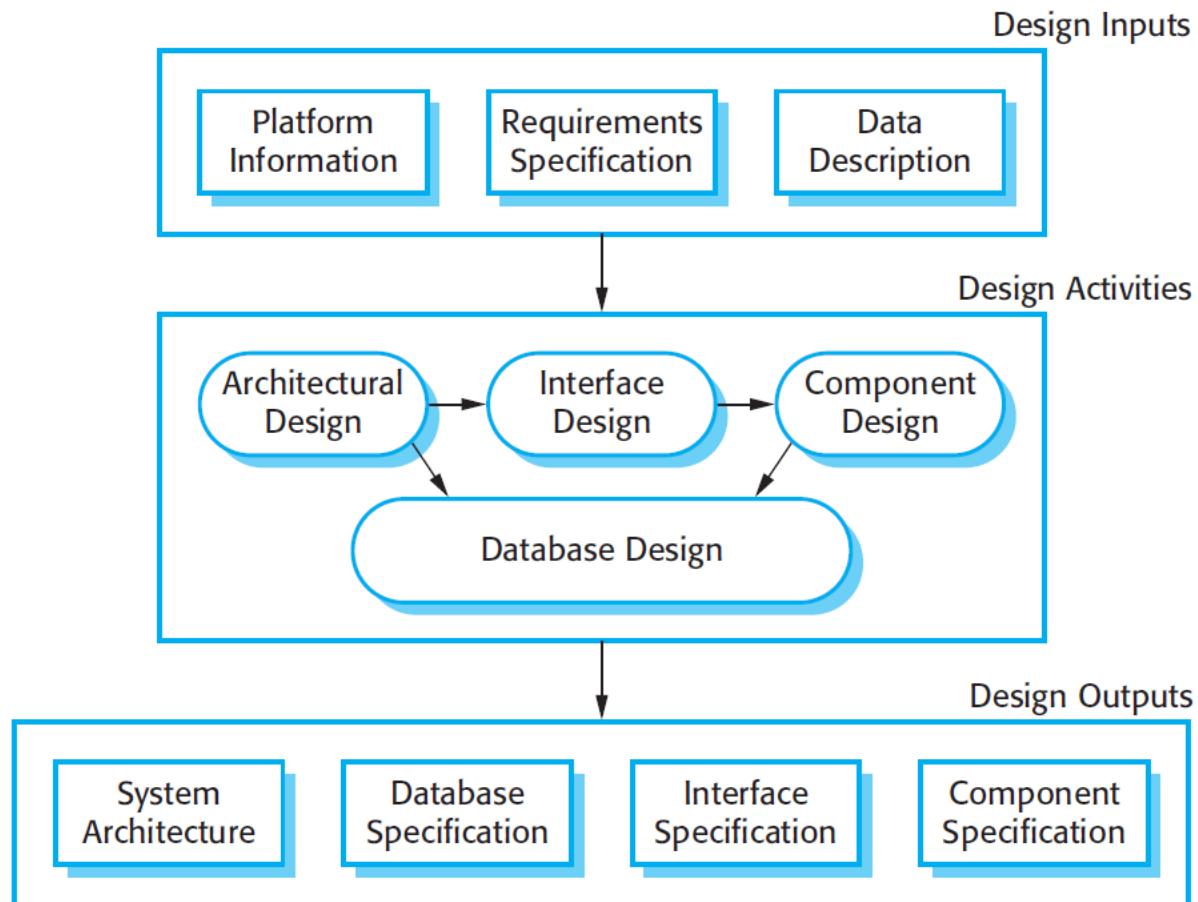 Design Inputs
Platform
Information
Requirements
Specification
Data
Description
Design Activities
Architectural
Design
Interface
Design
Component
Design
Database Design
Design Outputs
System
Architecture
Database
Specification
Interface
Specification
Component
Specification